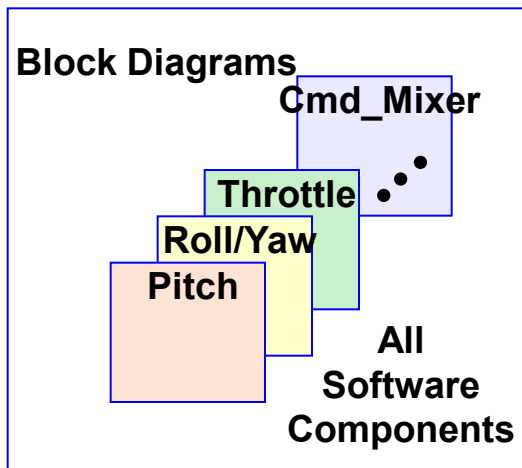 Block Diagrams
Cmd_Mixer
Throttle
Roll/Yaw
Pitch
All
Software
Components